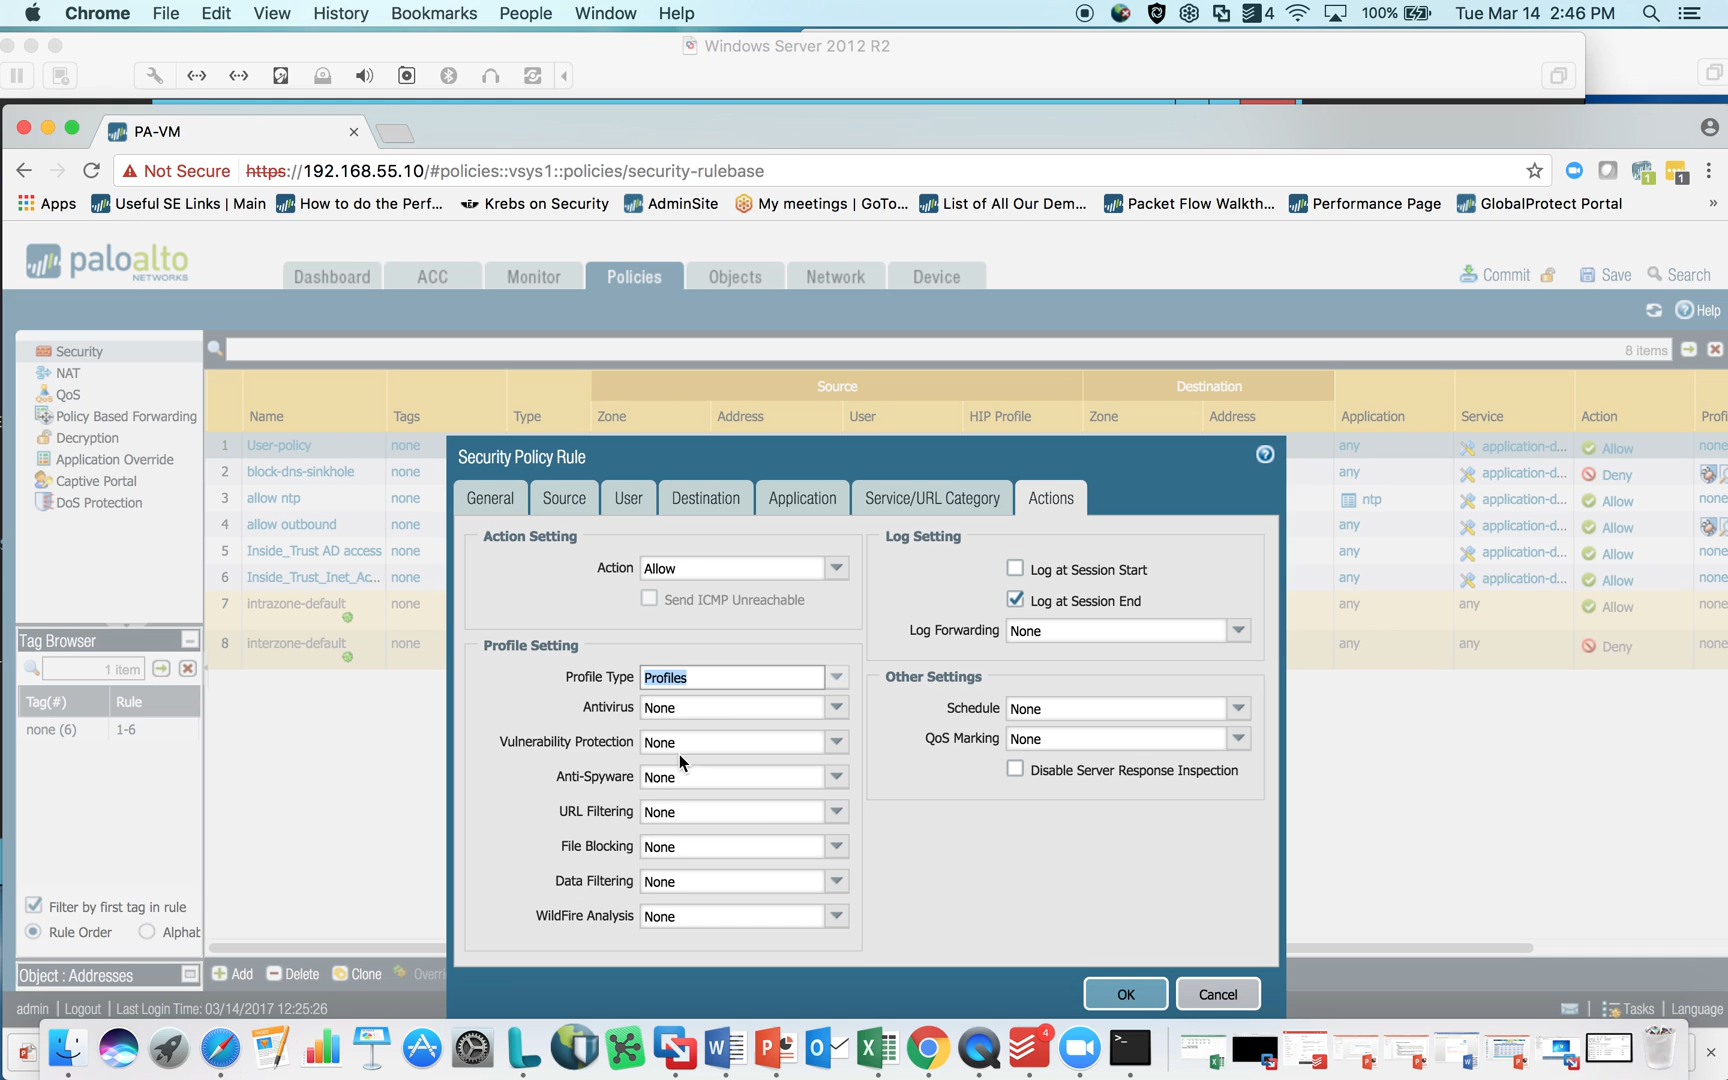 Chrome File Edit View History Bookmarks People Window Help 4 100% Tue Mar 14 2:46 PM
Windows Server 2012 R2
PA-VM
Not Secure https://192.168.55.10/#policies::vsys1::policies/security-rulebase 1 1
Apps Useful SE Links | Main How to do the Perf... Krebs on Security AdminSite My meetings | GoTo... List of All Our Dem... Packet Flow Walkth... Performance Page GlobalProtect Portal »
paloalto
NETWORKS
Dashboard ACC Monitor Policies Objects Network Device Commit Save Search
Help
Security
NAT
QoS
Policy Based Forwarding
Decryption
Application Override
Captive Portal
DoS Protection
8 items
Source Destination
Name Tags Type Zone Address User HIP Profile Zone Address Application Service Action Profi
1 User-policy none any application-d... Allow none
2 block-dns-sinkhole none any application-d... Deny
3 allow ntp none ntp application-d... Allow none
4 allow outbound none any application-d... Allow
5 Inside_Trust AD access none any application-d... Allow none
6 Inside_Trust_Inet_Ac... none any application-d... Allow none
7 intrazone-default none any any Allow none
8 interzone-default none any any Deny none
Security Policy Rule
General Source User Destination Application Service/URL Category Actions
Action Setting
Action Allow
Send ICMP Unreachable
Profile Setting
Profile Type Profiles
Antivirus None
Vulnerability Protection None
Anti-Spyware None
URL Filtering None
File Blocking None
Data Filtering None
WildFire Analysis None
Log Setting
Log at Session Start
Log at Session End
Log Forwarding None
Other Settings
Schedule None
QoS Marking None
Disable Server Response Inspection
OK Cancel
Tag Browser
1 item
Tag(#) Rule
none (6) 1-6
Filter by first tag in rule
Rule Order Alphat
Object : Addresses
Add Delete Clone Overri
admin | Logout | Last Login Time: 03/14/2017 12:25:26 Tasks | Language
4